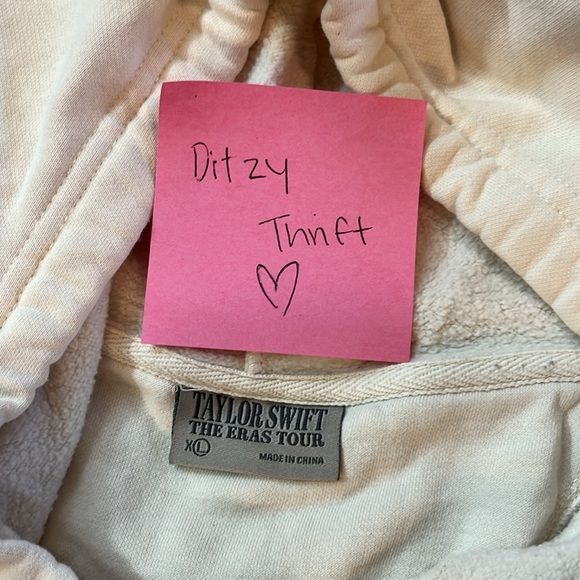 Ditzy
Thrift
TAYLOR SWIFT
THE ERAS TOUR
XL
MADE IN CHINA